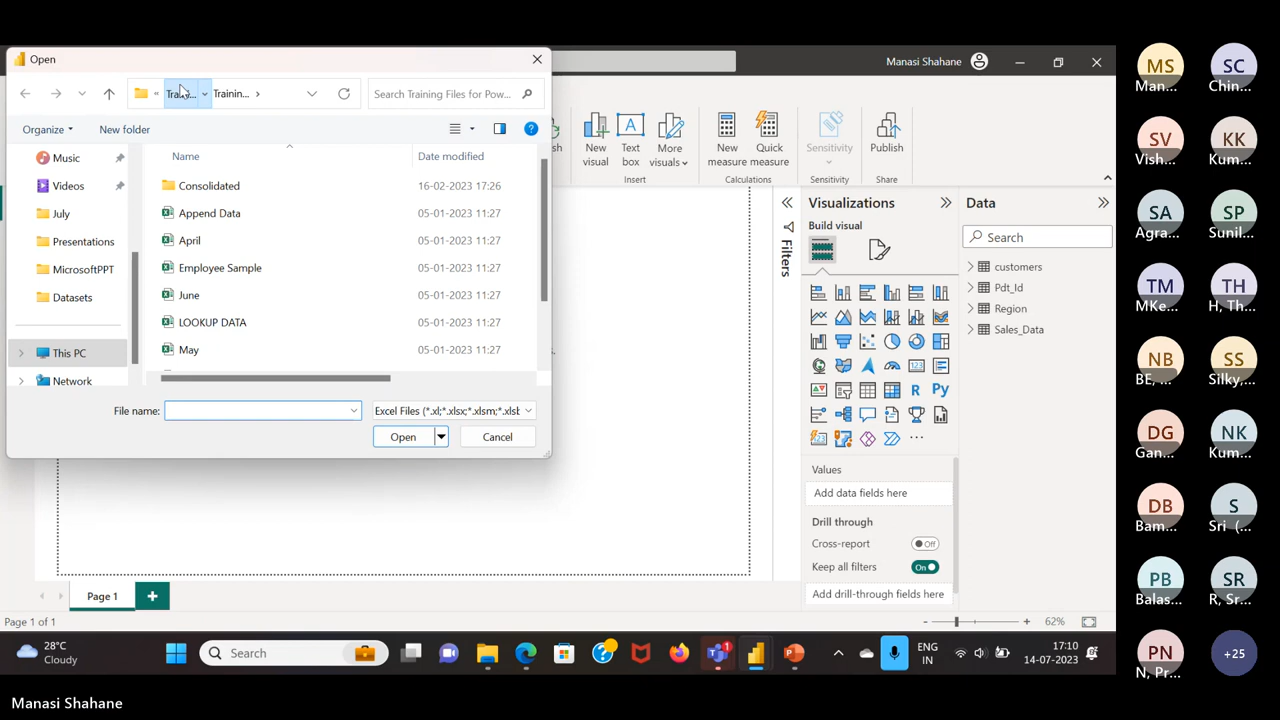 Open
Manasi Shahane
« Traini... Trainin... ›
Search Training Files for Pow...
Organize
New folder
Music
Videos
July
Presentations
MicrosoftPPT
Datasets
This PC
Network
Name
Date modified
Consolidated 16-02-2023 17:26
Append Data 05-01-2023 11:27
April 05-01-2023 11:27
Employee Sample 05-01-2023 11:27
June 05-01-2023 11:27
LOOKUP DATA 05-01-2023 11:27
May 05-01-2023 11:27
File name:
Excel Files (*.xl;*.xlsx;*.xlsm;*.xlsb
Open
Cancel
New visual
Text box
More visuals
Insert
New measure
Quick measure
Calculations
Sensitivity
Sensitivity
Publish
Share
Filters
Visualizations
Build visual
R
Py
123
Values
Add data fields here
Drill through
Cross-report
Off
Keep all filters
On
Add drill-through fields here
Data
Search
customers
Pdt_Id
Region
Sales_Data
Page 1
Page 1 of 1
- + 62%
28°C
Cloudy
Search
ENG
IN
17:10
14-07-2023
MS
Man...
SC
Chin...
SV
Vish...
KK
Kum...
SA
Agra...
SP
Sunil...
TM
MKe...
TH
H, Th...
NB
BE, ...
SS
Silky,...
DG
Gan...
NK
Kum...
DB
Bam...
S
Sri (...
PB
Balas...
SR
R, Sr...
PN
N, Pr...
+25
Manasi Shahane